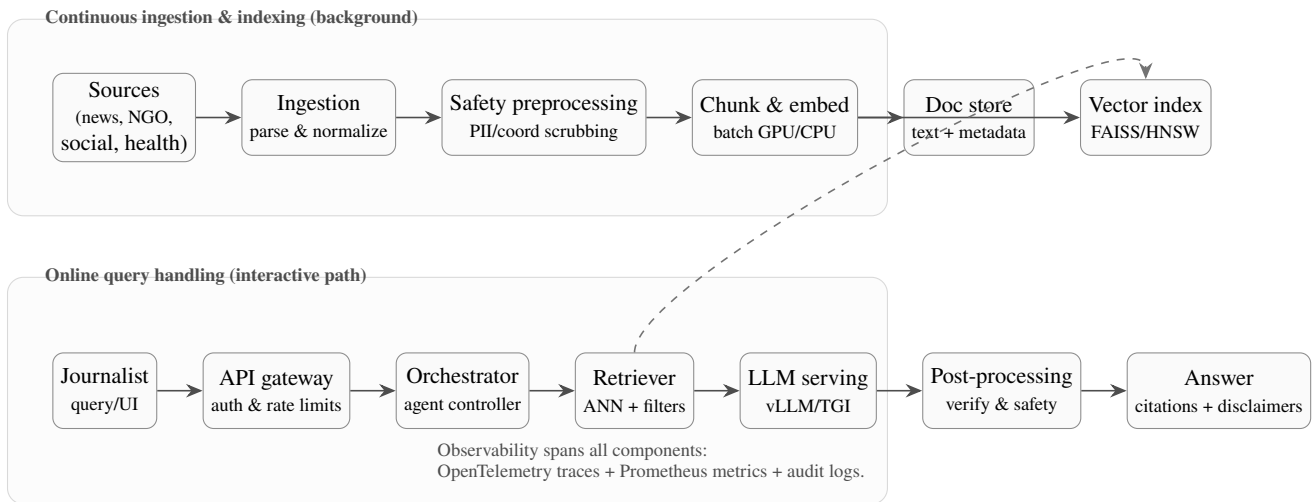 Continuous ingestion & indexing (background)
Sources
(news, NGO,
social, health)
Ingestion
parse & normalize
Safety preprocessing
PII/coord scrubbing
Chunk & embed
batch GPU/CPU
Doc store
text + metadata
Vector index
FAISS/HNSW
Online query handling (interactive path)
Journalist
query/UI
API gateway
auth & rate limits
Orchestrator
agent controller
Retriever
ANN + filters
LLM serving
vLLM/TGI
Post-processing
verify & safety
Answer
citations + disclaimers
Observability spans all components:
OpenTelemetry traces + Prometheus metrics + audit logs.